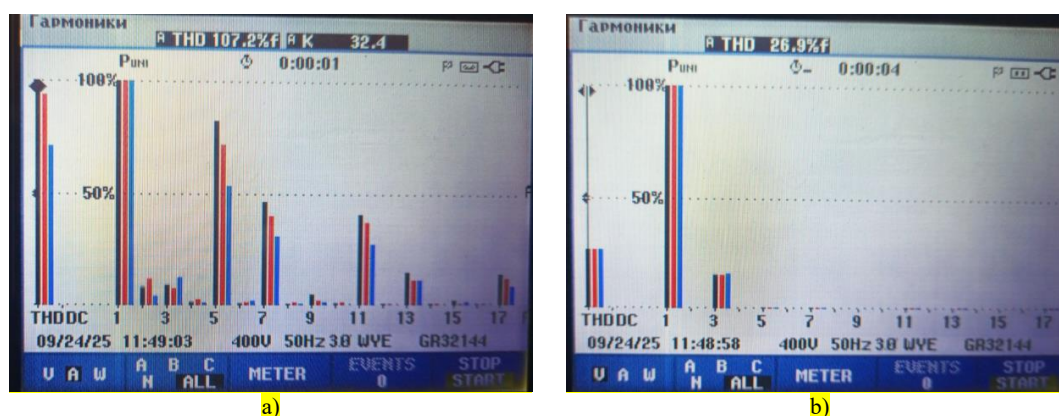 Гармоники
A THD 107.2%f A K 32.4
PUNI 0:00:01
100%
50%
THDDC 1 3 5 7 9 11 13 15 17
09/24/25 11:49:03 400V 50Hz 3Ø WYE GR32144
V A W A B C N ALL METER EVENTS 0 STOP START
a)
Гармоники
A THD 26.9%f
PUNI 0:00:04
100%
50%
THDDC 1 3 5 7 9 11 13 15 17
09/24/25 11:48:58 400V 50Hz 3Ø WYE GR32144
V A W A B C N ALL METER EVENTS 0 STOP START
b)